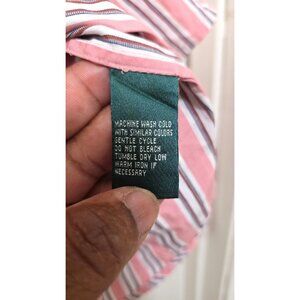 MACHINE WASH COLD
WITH SIMILAR COLORS
GENTLE CYCLE
DO NOT BLEACH
TUMBLE DRY LOW
WARM IRON IF
NECESSARY